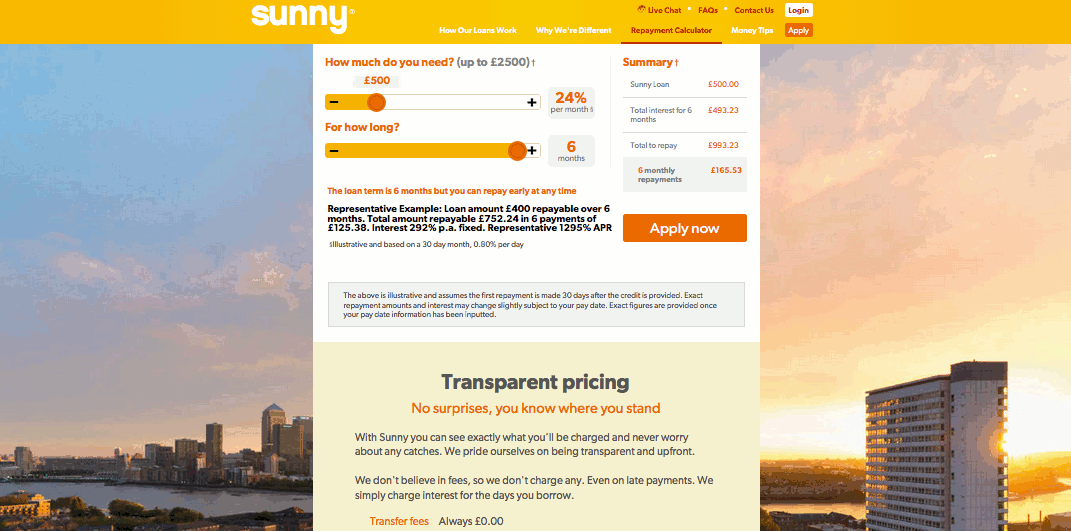 sunny®
Live Chat • FAQs • Contact Us Login
How Our Loans Work Why We're Different Repayment Calculator Money Tips Apply
How much do you need? (up to £2500) †
£500
− +
24%
per month §
For how long?
− +
6
months
The loan term is 6 months but you can repay early at any time
Representative Example: Loan amount £400 repayable over 6
months. Total amount repayable £752.24 in 6 payments of
£125.38. Interest 292% p.a. fixed. Representative 1295% APR
§Illustrative and based on a 30 day month, 0.80% per day
Summary †
Sunny Loan £500.00
Total interest for 6 £493.23
months
Total to repay £993.23
6 monthly £165.53
repayments
Apply now
The above is illustrative and assumes the first repayment is made 30 days after the credit is provided. Exact
repayment amounts and interest may change slightly subject to your pay date. Exact figures are provided once
your pay date information has been inputted.
Transparent pricing
No surprises, you know where you stand
With Sunny you can see exactly what you'll be charged and never worry
about any catches. We pride ourselves on being transparent and upfront.
We don't believe in fees, so we don't charge any. Even on late payments. We
simply charge interest for the days you borrow.
Transfer fees Always £0.00